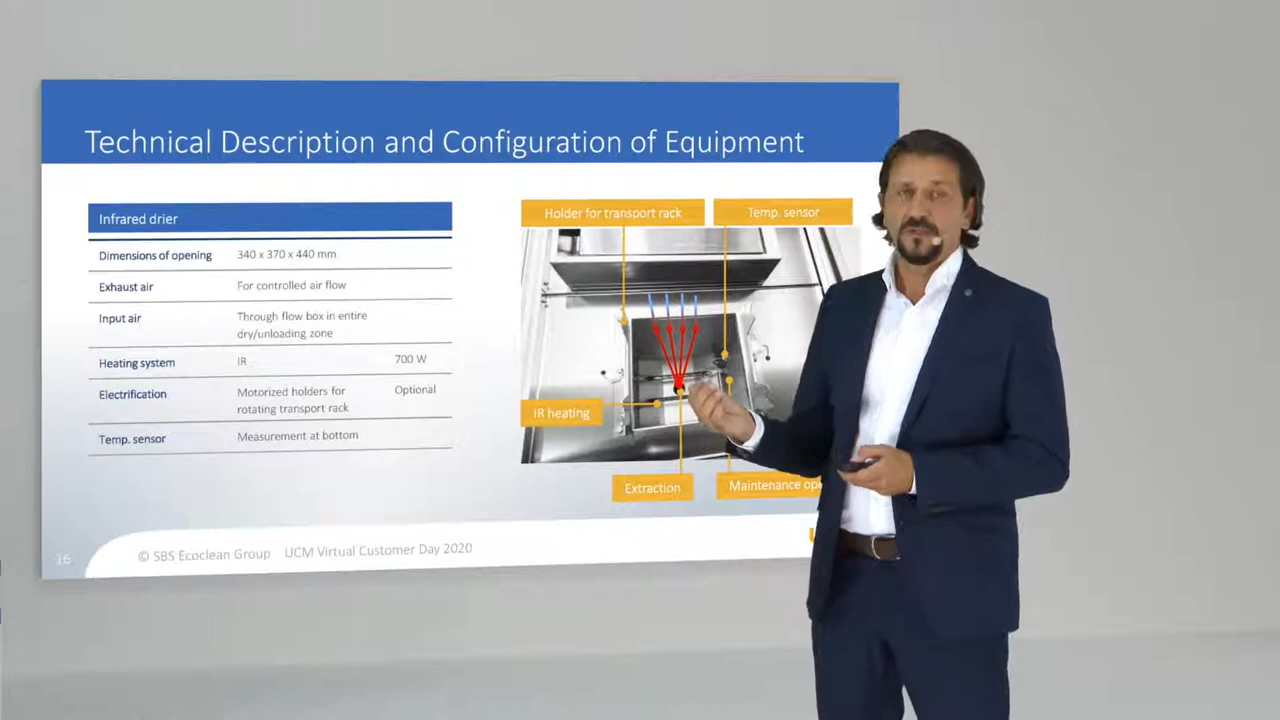 Technical Description and Configuration of Equipment
Infrared drier
Dimensions of opening 340 x 370 x 440 mm
Exhaust air For controlled air flow
Input air Through flow box in entire
dry/unloading zone
Heating system IR 700 W
Electrification Motorized holders for Optional
rotating transport rack
Temp. sensor Measurement at bottom
Holder for transport rack
Temp. sensor
IR heating
Extraction
Maintenance
16
© SBS Ecoclean Group UCM Virtual Customer Day 2020